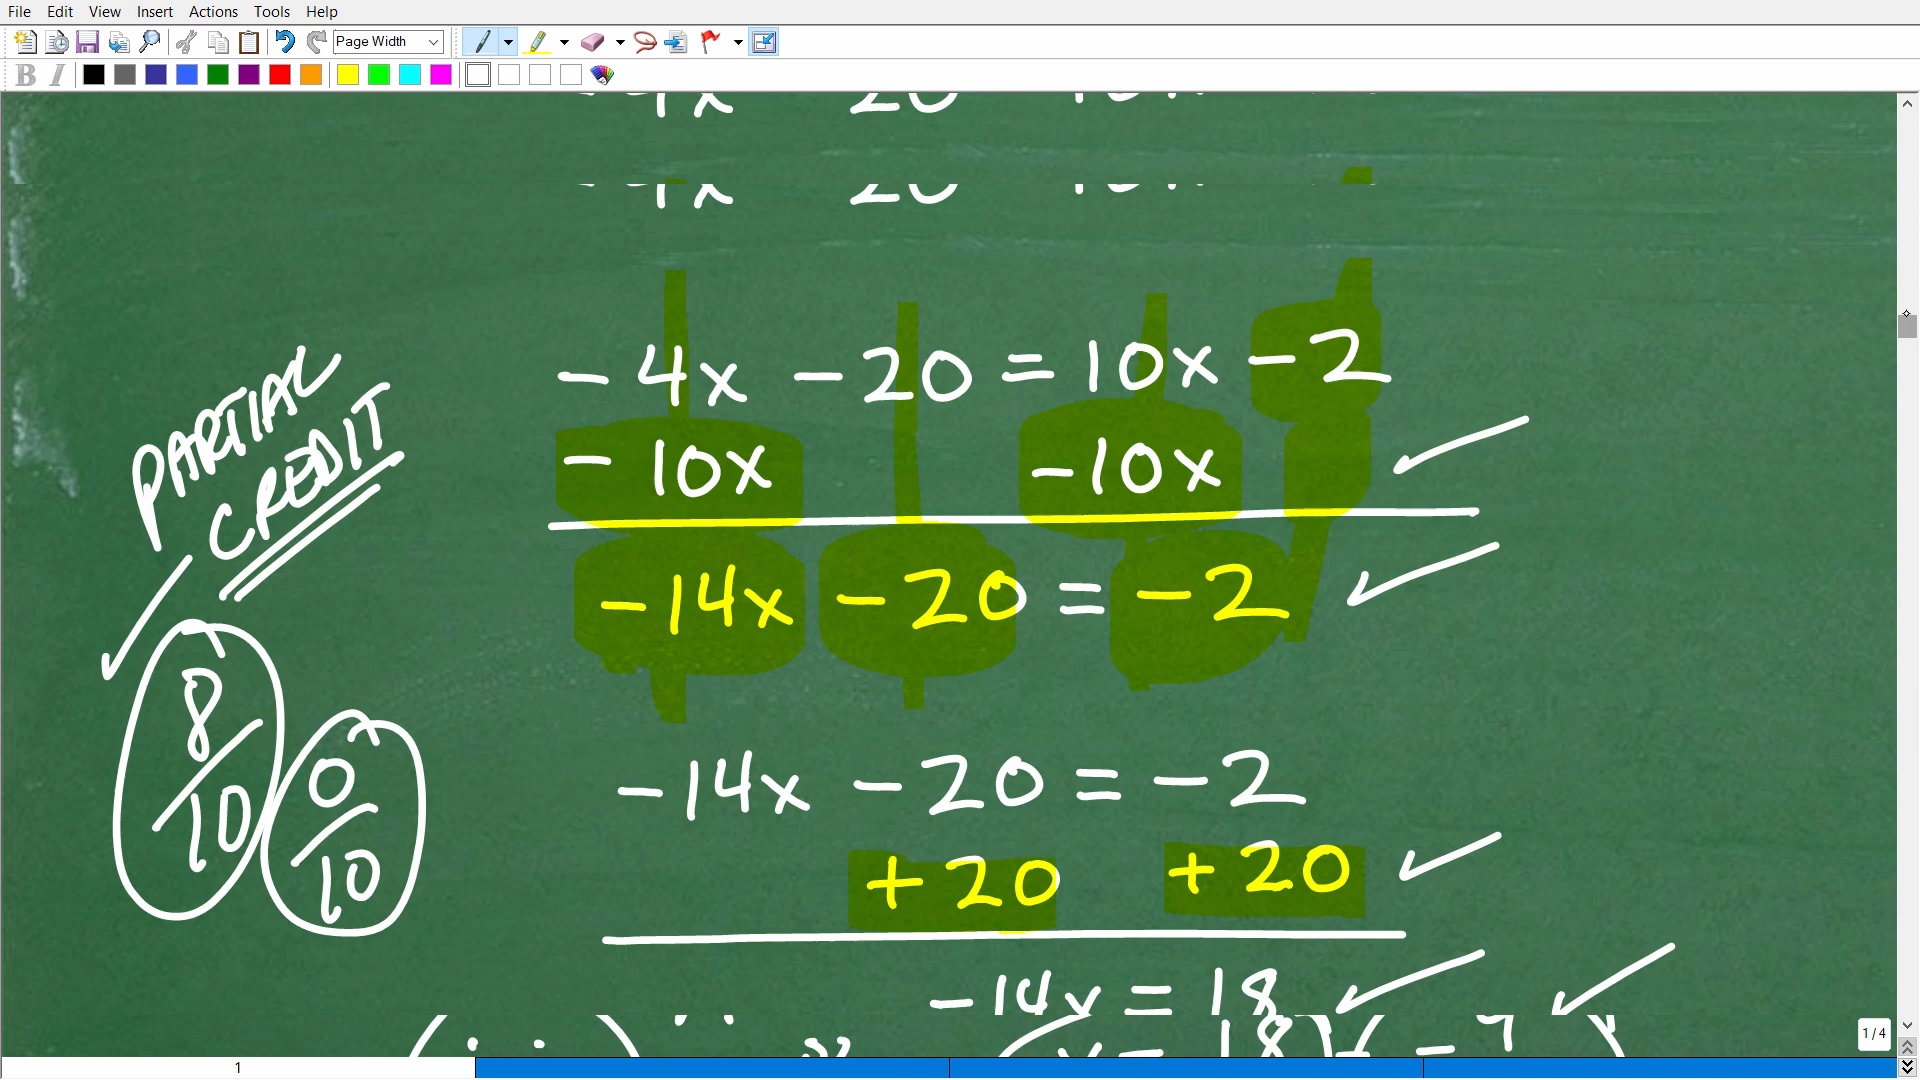 File Edit View Insert Actions Tools Help
Page Width
B I
-4x -20 = 10x -2
-10x -10x
-14x -20 = -2
PARTIAL
CREDIT
8/10
0/10
-14x -20 = -2
+20 +20
-14x = 18
1 / 4
1